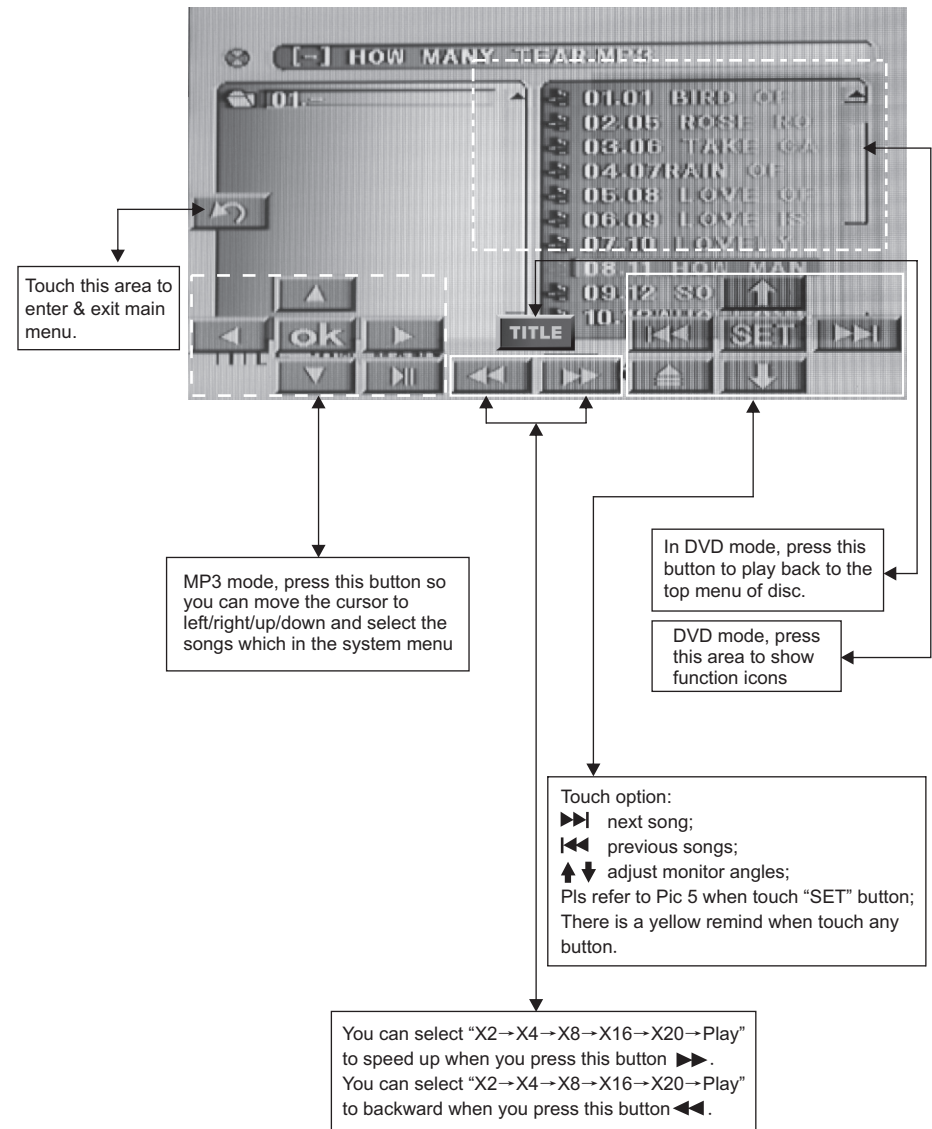 [-] HOW MANY TEAR.MP3
01.--
01.01 BIRD OF
02.05 ROSE RO
03.06 TAKE CA
04.07RAIN OF
05.08 LOVE OF
06.09 LOVE IS
07.10 LOVE Y
08.11 HOW MAN
09.12 SO
10.
ok
TITLE
SET
TITLE
Touch this area to
enter & exit main
menu.
MP3 mode, press this button so
you can move the cursor to
left/right/up/down and select the
songs which in the system menu
In DVD mode, press this
button to play back to the
top menu of disc.
DVD mode, press
this area to show
function icons
Touch option:
next song;
previous songs;
adjust monitor angles;
Pls refer to Pic 5 when touch “SET” button;
There is a yellow remind when touch any
button.
You can select “X2→X4→X8→X16→X20→Play”
to speed up when you press this button ▶▶.
You can select “X2→X4→X8→X16→X20→Play”
to backward when you press this button ◀◀.